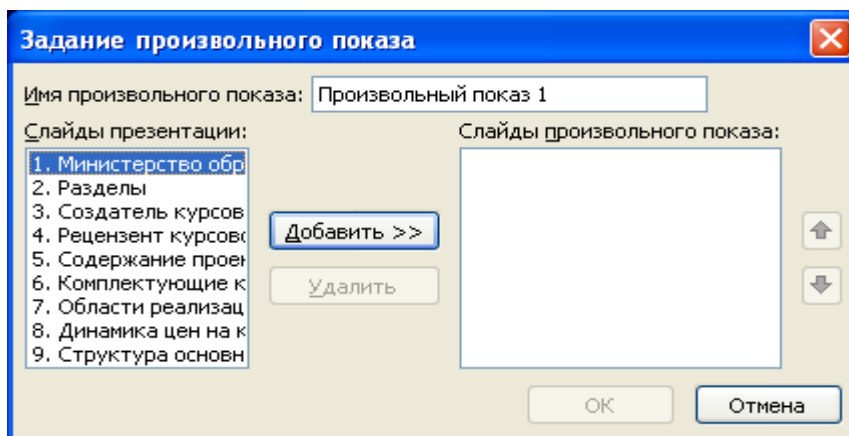 Задание произвольного показа
Имя произвольного показа: Произвольный показ 1
Слайды презентации:
Слайды произвольного показа:
1. Министерство обр
2. Разделы
3. Создатель курсов
4. Рецензент курсово
5. Содержание проек
6. Комплектующие к
7. Области реализац
8. Динамика цен на к
9. Структура основн
Добавить >>
Удалить
ОК
Отмена